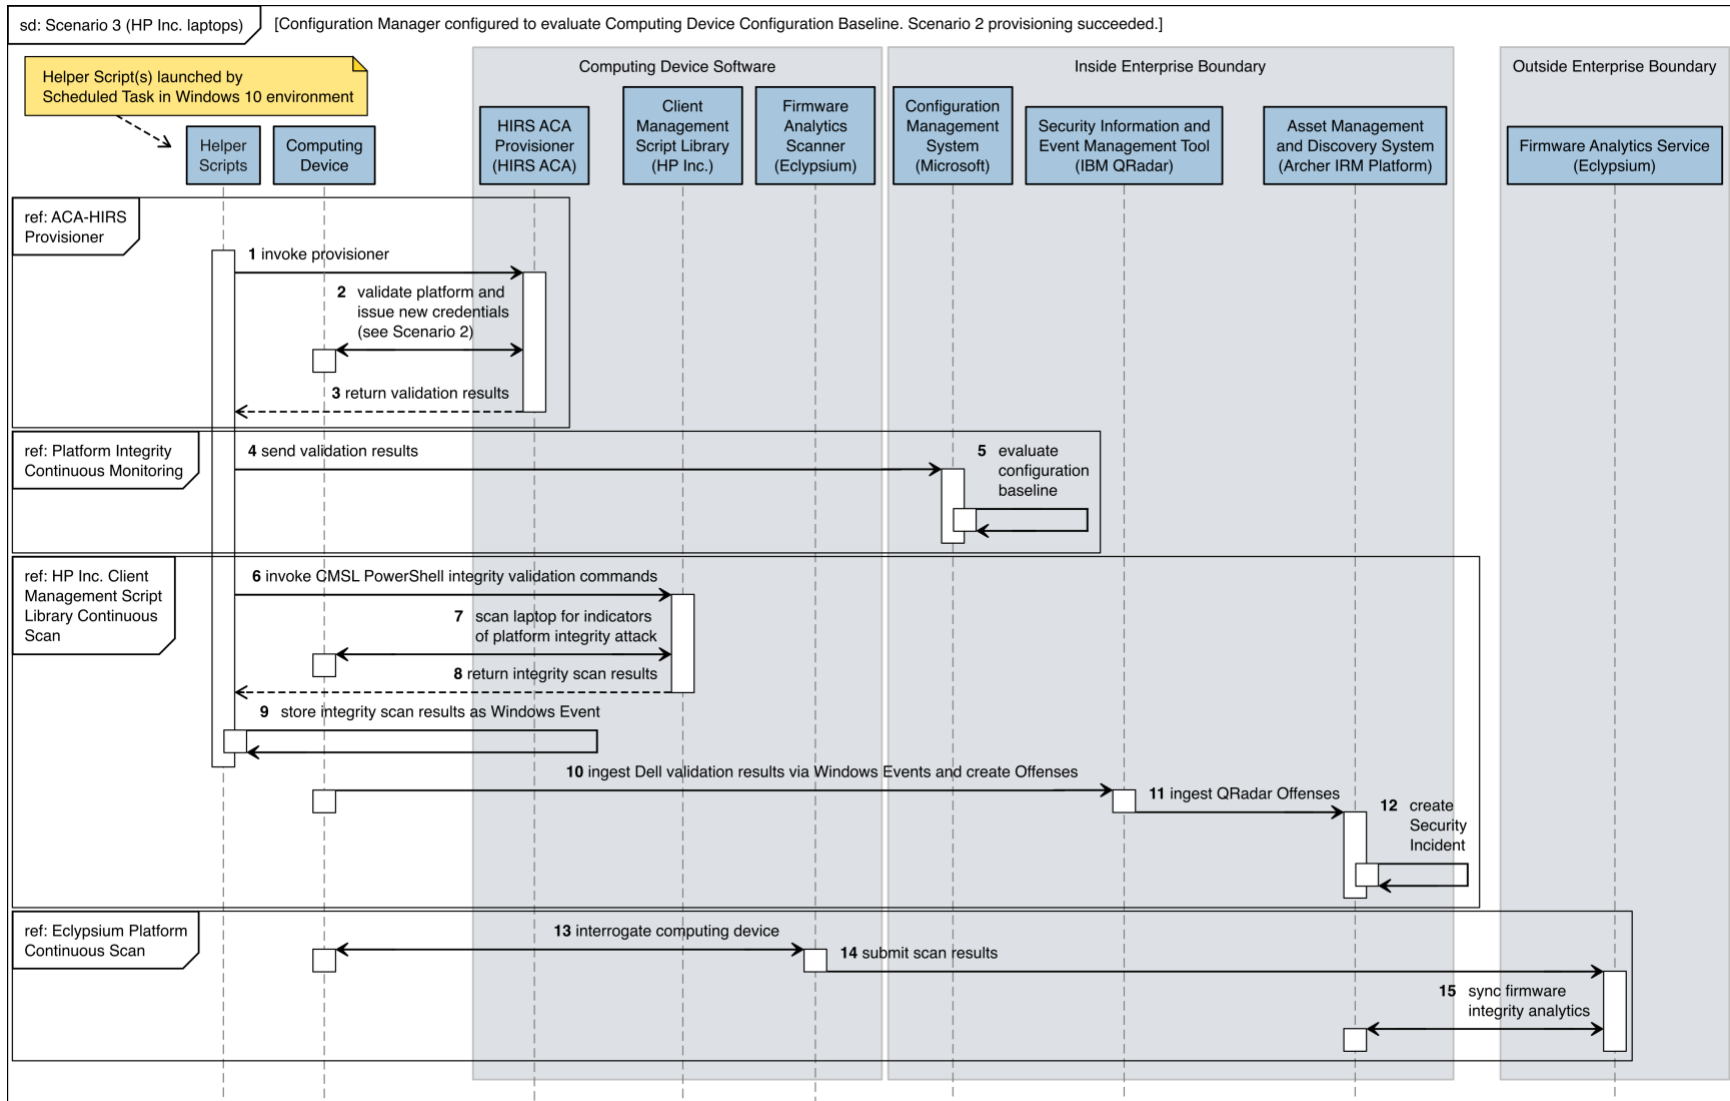 sd: Scenario 3 (HP Inc. laptops)
[Configuration Manager configured to evaluate Computing Device Configuration Baseline. Scenario 2 provisioning succeeded.]
Helper Script(s) launched by
Scheduled Task in Windows 10 environment
Computing Device Software
Inside Enterprise Boundary
Outside Enterprise Boundary
Helper
Scripts
Computing
Device
HIRS ACA
Provisioner
(HIRS ACA)
Client
Management
Script Library
(HP Inc.)
Firmware
Analytics
Scanner
(Eclypsium)
Configuration
Management
System
(Microsoft)
Security Information and
Event Management Tool
(IBM QRadar)
Asset Management
and Discovery System
(Archer IRM Platform)
Firmware Analytics Service
(Eclypsium)
ref: ACA-HIRS
Provisioner
1 invoke provisioner
2 validate platform and
issue new credentials
(see Scenario 2)
3 return validation results
ref: Platform Integrity
Continuous Monitoring
4 send validation results
5 evaluate
configuration
baseline
ref: HP Inc. Client
Management Script
Library Continuous
Scan
6 invoke CMSL PowerShell integrity validation commands
7 scan laptop for indicators
of platform integrity attack
8 return integrity scan results
9 store integrity scan results as Windows Event
10 ingest Dell validation results via Windows Events and create Offenses
11 ingest QRadar Offenses
12 create
Security
Incident
ref: Eclypsium Platform
Continuous Scan
13 interrogate computing device
14 submit scan results
15 sync firmware
integrity analytics